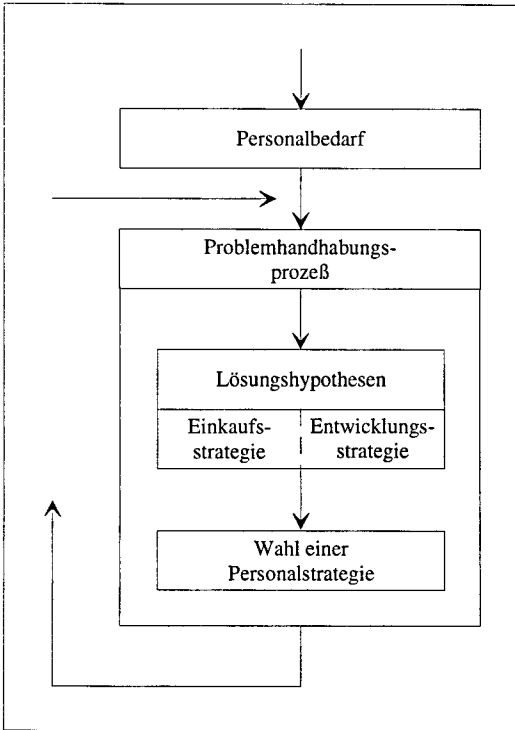 Personalbedarf
Problemhandhabungs-
prozeß
Lösungshypothesen
Einkaufs-
strategie
Entwicklungs-
strategie
Wahl einer
Personalstrategie